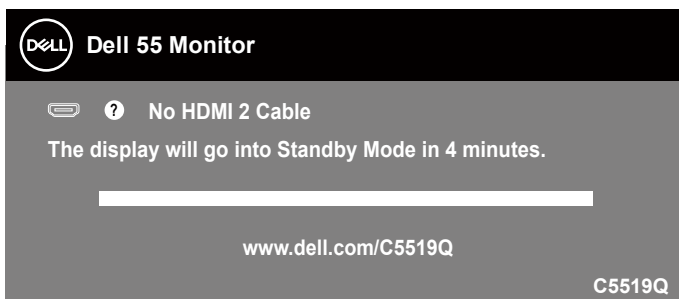 DELL Dell 55 Monitor
? No HDMI 2 Cable
The display will go into Standby Mode in 4 minutes.
www.dell.com/C5519Q
C5519Q